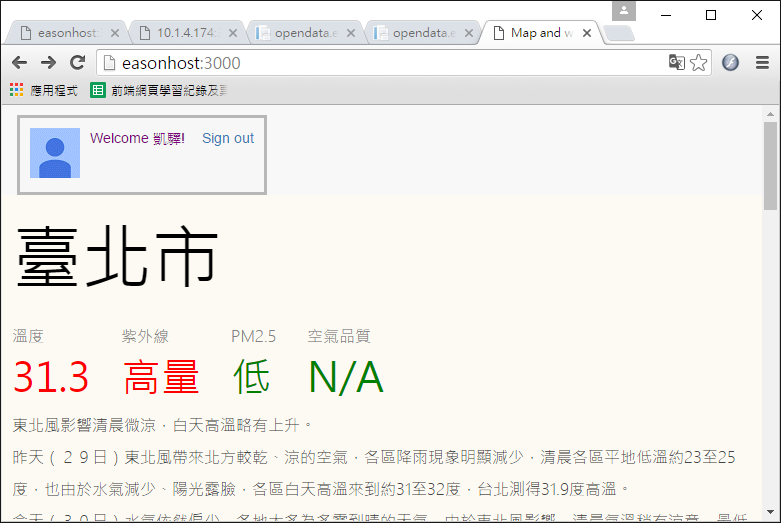 easonhost:
10.1.4.174:
opendata.e
opendata.e
Map and w
easonhost:3000
應用程式
前端網頁學習紀錄及
Welcome 凱驛! Sign out
臺北市
溫度 紫外線 PM2.5 空氣品質
31.3 高量 低 N/A
東北風影響清晨微涼，白天高溫略有上升。
昨天（２９日）東北風帶來北方較乾、涼的空氣，各區降雨現象明顯減少，清晨各區平地低溫約23至25
度，也由於水氣減少、陽光露臉，各區白天高溫來到約31至32度，台北測得31.9度高溫。
今天（３０日）水氣依然偏少，各地大多為多雲到晴的天氣，由於東北風影響，清晨氣溫稍有涼意，最低